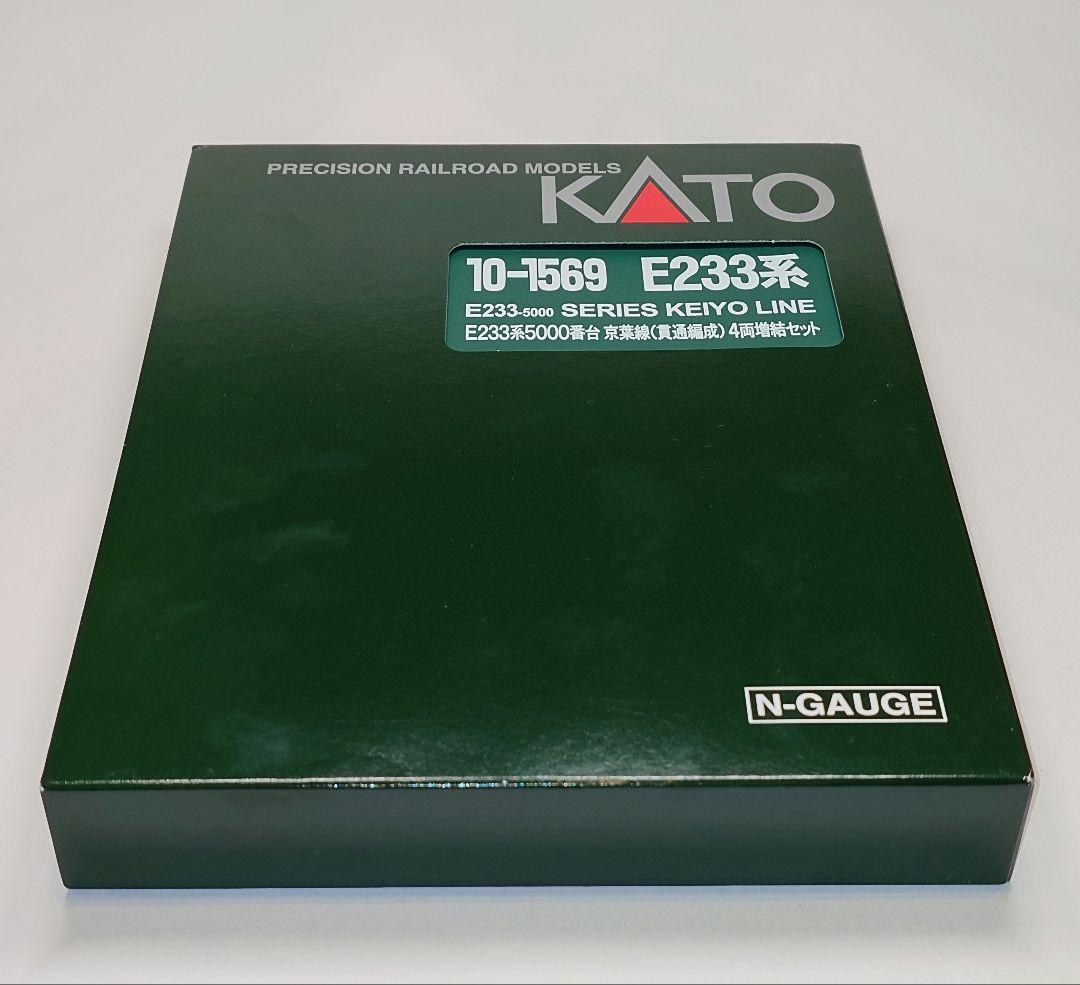 PRECISION RAILROAD MODELS
KATO
10-1569 E233系
E233-5000 SERIES KEIYO LINE
E233系5000番台 京葉線(貫通編成) 4両増結セット
N-GAUGE